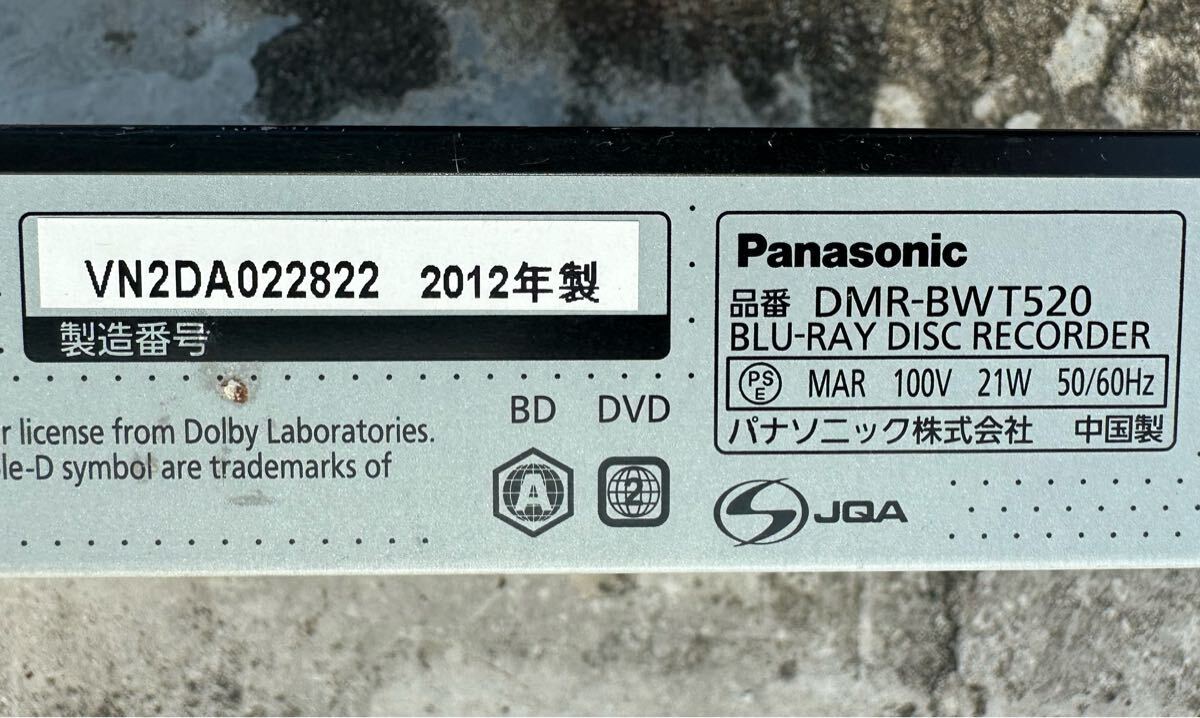 VN2DA022822 2012年製
製造番号
r license from Dolby Laboratories.
le-D symbol are trademarks of
BD DVD
A 2
Panasonic
品番 DMR-BWT520
BLU-RAY DISC RECORDER
PSE MAR 100V 21W 50/60Hz
パナソニック株式会社 中国製
JQA